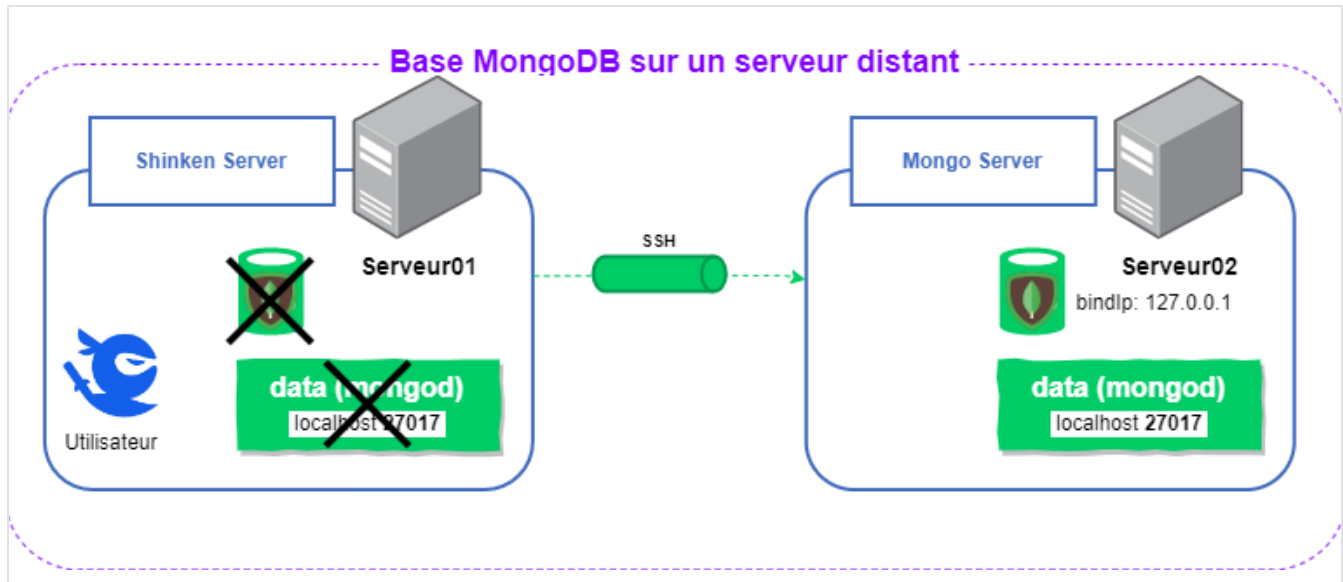 Base MongoDB sur un serveur distant
Shinken Server
Mongo Server
SSH
Serveur01
Serveur02
bindIp: 127.0.0.1
data (mongod)
localhost 27017
data (mongod)
localhost 27017
Utilisateur